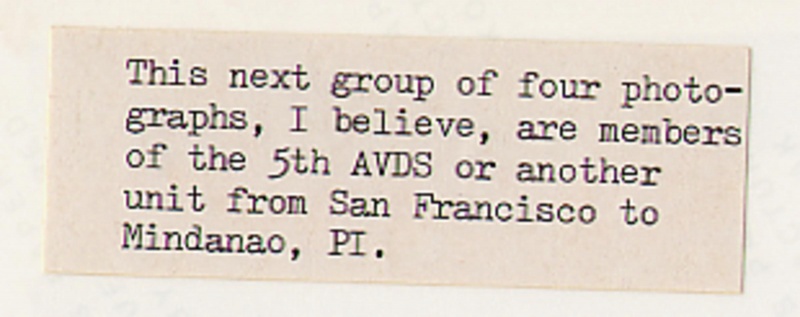 This next group of four photo-
graphs, I believe, are members
of the 5th AVDS or another
unit from San Francisco to
Mindanao, PI.